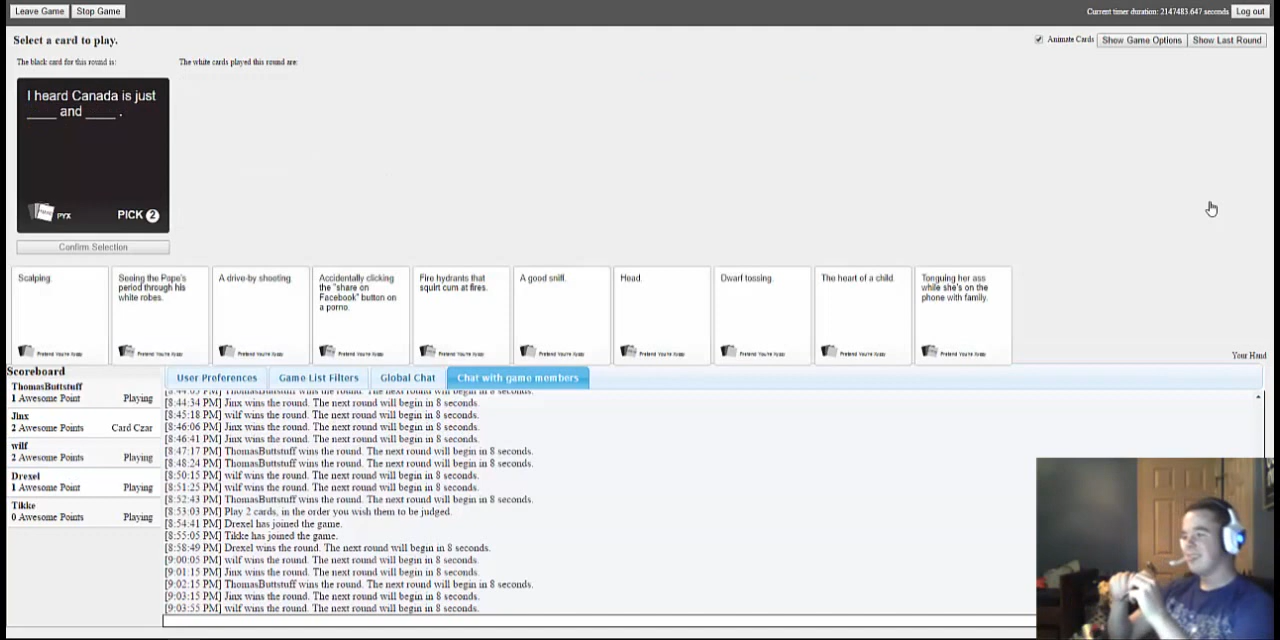 Leave Game Stop Game Current timer duration: 2147483.647 seconds Log out
Select a card to play. Animate Cards Show Game Options Show Last Round
The black card for this round is: The white cards played this round are:
I heard Canada is just
____ and ____ .
PYX PICK 2
Confirm Selection
Scalping.
Seeing the Pope's
period through his
white robes.
A drive-by shooting
Accidentally clicking
the "share on
Facebook" button on
a porno.
Fire hydrants that
squirt cum at fires.
A good sniff.
Head.
Dwarf tossing.
The heart of a child.
Tonguing her ass
while she's on the
phone with family.
Your Hand
Scoreboard
ThomasButtstuff
1 Awesome Point Playing
Jinx
2 Awesome Points Card Czar
wilf
2 Awesome Points Playing
Drexel
1 Awesome Point Playing
Tikke
0 Awesome Points Playing
User Preferences Game List Filters Global Chat Chat with game members
[8:44:34 PM] Jinx wins the round. The next round will begin in 8 seconds.
[8:45:18 PM] wilf wins the round. The next round will begin in 8 seconds.
[8:46:06 PM] Jinx wins the round. The next round will begin in 8 seconds.
[8:46:41 PM] Jinx wins the round. The next round will begin in 8 seconds.
[8:47:17 PM] ThomasButtstuff wins the round. The next round will begin in 8 seconds.
[8:48:24 PM] ThomasButtstuff wins the round. The next round will begin in 8 seconds.
[8:50:15 PM] wilf wins the round. The next round will begin in 8 seconds.
[8:51:25 PM] wilf wins the round. The next round will begin in 8 seconds.
[8:52:43 PM] ThomasButtstuff wins the round. The next round will begin in 8 seconds.
[8:53:03 PM] Play 2 cards, in the order you wish them to be judged.
[8:54:41 PM] Drexel has joined the game.
[8:55:05 PM] Tikke has joined the game.
[8:58:49 PM] Drexel wins the round. The next round will begin in 8 seconds.
[9:00:05 PM] wilf wins the round. The next round will begin in 8 seconds.
[9:01:15 PM] Jinx wins the round. The next round will begin in 8 seconds.
[9:02:15 PM] ThomasButtstuff wins the round. The next round will begin in 8 seconds.
[9:03:15 PM] Jinx wins the round. The next round will begin in 8 seconds.
[9:03:55 PM] wilf wins the round. The next round will begin in 8 seconds.